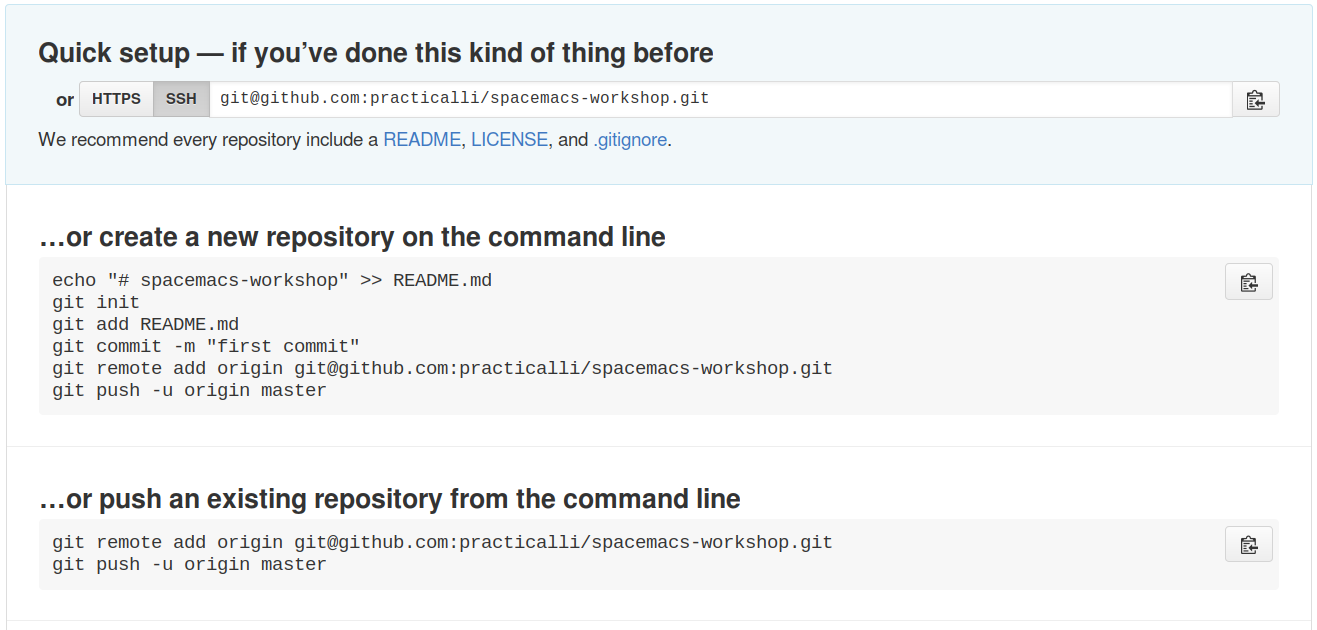 Quick setup — if you’ve done this kind of thing before
or HTTPS SSH git@github.com:practicalli/spacemacs-workshop.git
We recommend every repository include a README, LICENSE, and .gitignore.
…or create a new repository on the command line
echo "# spacemacs-workshop" >> README.md
git init
git add README.md
git commit -m "first commit"
git remote add origin git@github.com:practicalli/spacemacs-workshop.git
git push -u origin master
…or push an existing repository from the command line
git remote add origin git@github.com:practicalli/spacemacs-workshop.git
git push -u origin master